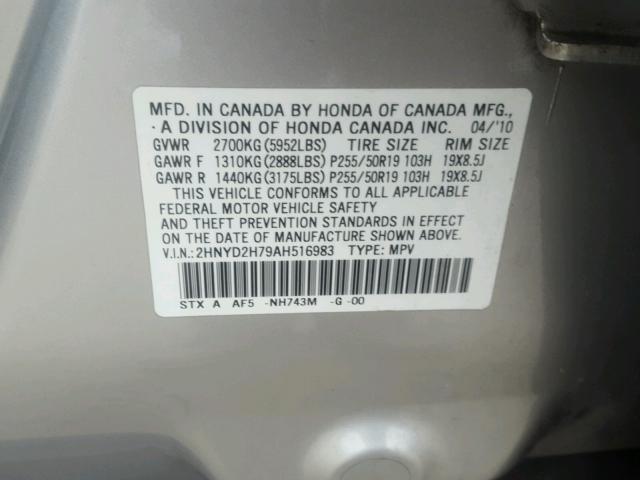 MFD. IN CANADA BY HONDA OF CANADA MFG.,
A DIVISION OF HONDA CANADA INC. 04/'10
GVWR 2700KG(5952LBS) TIRE SIZE RIM SIZE
GAWR F 1310KG(2888LBS) P255/50R19 103H 19X8.5J
GAWR R 1440KG(3175LBS) P255/50R19 103H 19X8.5J
THIS VEHICLE CONFORMS TO ALL APPLICABLE
FEDERAL MOTOR VEHICLE SAFETY
AND THEFT PREVENTION STANDARDS IN EFFECT
ON THE DATE OF MANUFACTURE SHOWN ABOVE.
V.I.N.:2HNYD2H79AH516983 TYPE: MPV
STX A AF5 -NH743M -G -00